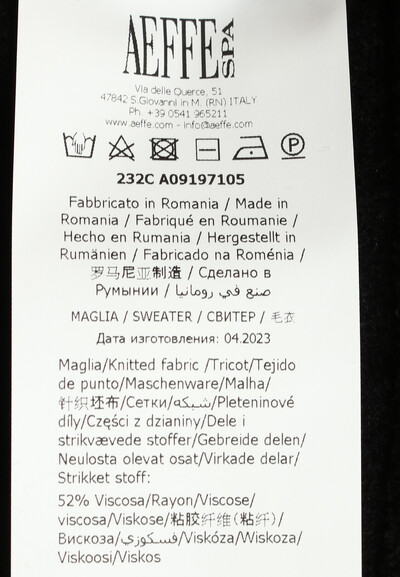 AEFFE SPA
Via delle Querce, 51
47842 S.Giovanni in M. (RN) ITALY
Ph. +39 0541 965211
www.aeffe.com - info@aeffe.com
P
232C A09197105
Fabbricato in Romania / Made in
Romania / Fabriqué en Roumanie /
Hecho en Rumania / Hergestellt in
Rumänien / Fabricado na Roménia /
罗马尼亚制造 / Сделано в
Румынии / صنع في رومانيا
MAGLIA / SWEATER / СВИТЕР / 毛衣
Дата изготовления: 04.2023
Maglia/Knitted fabric /Tricot/Tejido
de punto/Maschenware/Malha/
针织坯布/Сетки/شبكه/Pleteninové
díly/Części z dzianiny/Dele i
strikvævede stoffer/Gebreide delen/
Neulosta olevat osat/Virkade delar/
Strikket stoff:
52% Viscosa/Rayon/Viscose/
viscosa/Viskose/粘胶纤维(粘纤)/
Вискоза/فسكوزي/Viskóza/Wiskoza/
Viskoosi/Viskos